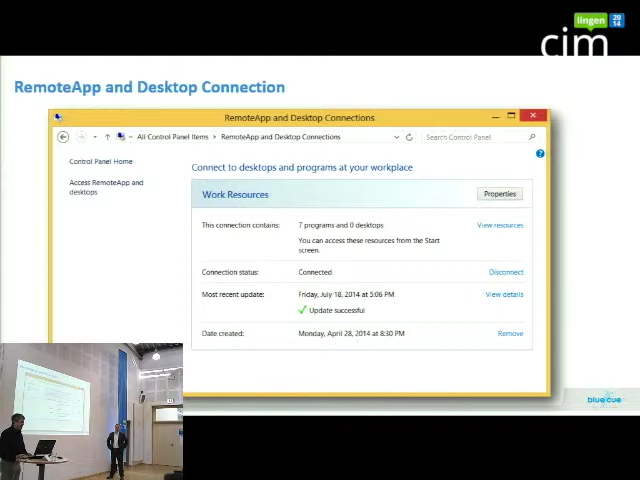 lingen
20
14
cim
RemoteApp and Desktop Connection
RemoteApp and Desktop Connections
All Control Panel Items
RemoteApp and Desktop Connections
Search Control Panel
Control Panel Home
Connect to desktops and programs at your workplace
Access RemoteApp and
desktops
Work Resources
Properties
This connection contains:
7 programs and 0 desktops
View resources
You can access these resources from the Start
screen.
Connection status:
Connected
Disconnect
Most recent update:
Friday, July 18, 2014 at 5:06 PM
View details
Update successful
Date created:
Monday, April 28, 2014 at 8:30 PM
Remove
blue cue